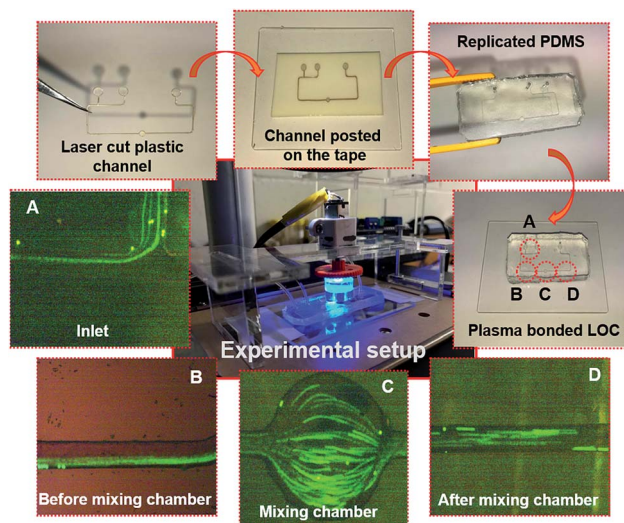 Laser cut plastic
channel
Channel posted
on the tape
Replicated PDMS
A
B
C
D
Plasma bonded LOC
A
Inlet
Experimental setup
B
Before mixing chamber
C
Mixing chamber
D
After mixing chamber